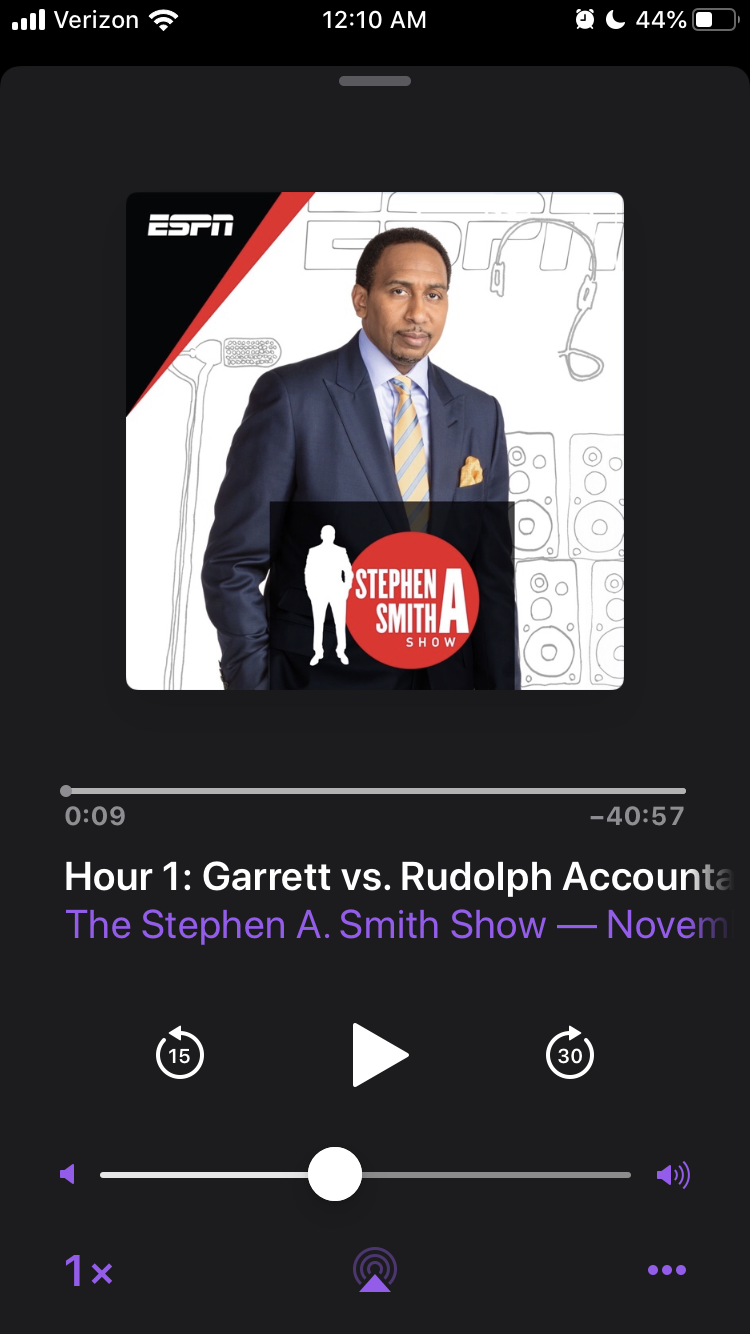 Verizon 12:10 AM 44%
ESPN
ESPN
STEPHEN A
SMITH
SHOW
0:09 −40:57
Hour 1: Garrett vs. Rudolph Accounta
The Stephen A. Smith Show — Novem
15 30
1×